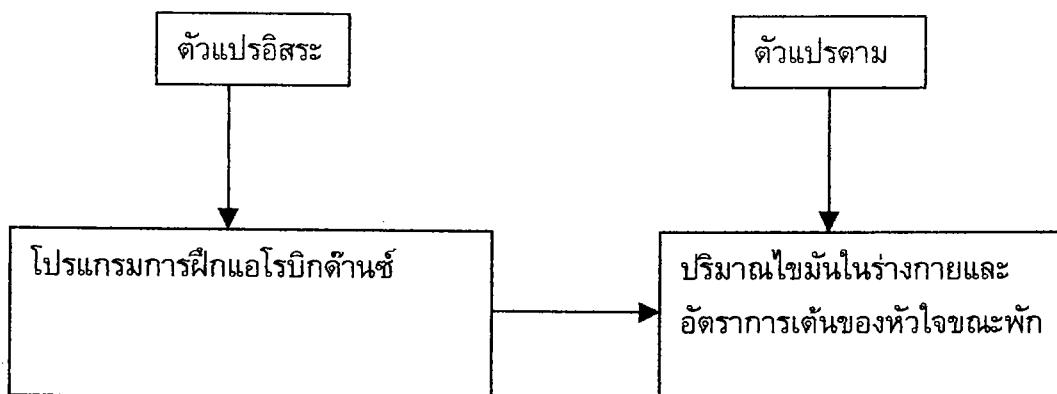 ตัวแปรอิสระ
ตัวแปรตาม
โปรแกรมการฝึกแอโรบิกด๊านซ์
ปริมาณไขมันในร่างกายและ
อัตราการเต้นของหัวใจขณะพัก